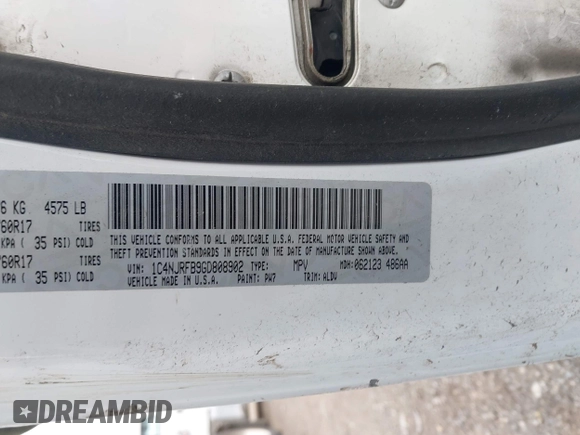 6 KG 4575 LB
60R17 TIRES
KPA ( 35 PSI) COLD
60R17 TIRES
KPA ( 35 PSI) COLD
THIS VEHICLE CONFORMS TO ALL APPLICABLE U.S.A. FEDERAL MOTOR VEHICLE SAFETY AND
THEFT PREVENTION STANDARDS IN EFFECT ON THE DATE OF MANUFACTURE SHOWN ABOVE.
VIN: 1C4NJRFB9GD808902 TYPE: MPV MDH: 062123 486AA
VEHICLE MADE IN U.S.A. PAINT: PW7 TRIM: ALDV
DREAMBID